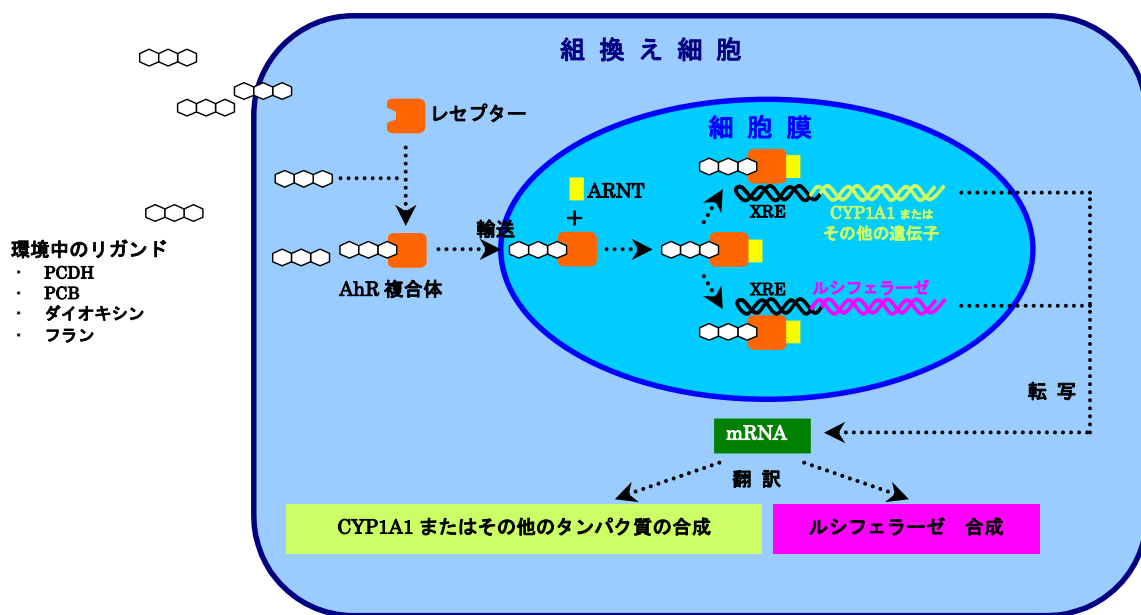 組換え細胞
レセプター
細胞膜
ARNT
+
XRE
CYP1A1 または
その他の遺伝子
輸送
環境中のリガンド
・ PCDH
・ PCB
・ ダイオキシン
・ フラン
AhR 複合体
XRE
ルシフェラーゼ
転写
mRNA
翻訳
CYP1A1 またはその他のタンパク質の合成
ルシフェラーゼ 合成